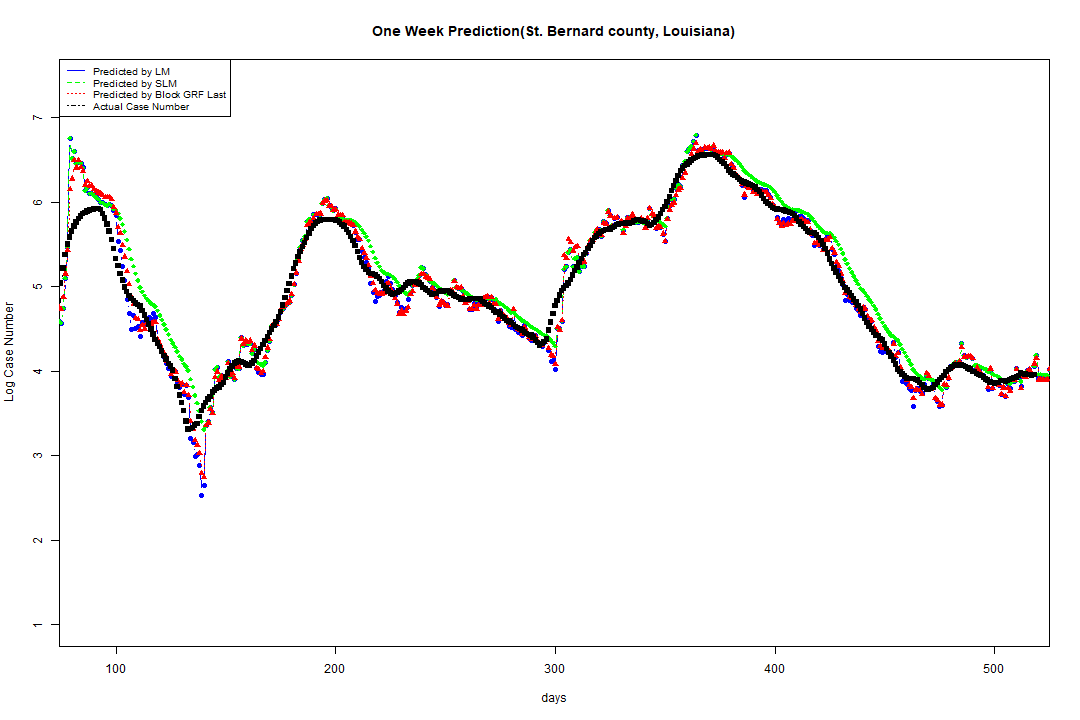 One Week Prediction(St. Bernard county, Louisiana)
Predicted by LM
Predicted by SLM
Predicted by Block GRF Last
Actual Case Number
7
6
5
4
3
2
1
Log Case Number
100 200 300 400 500
days